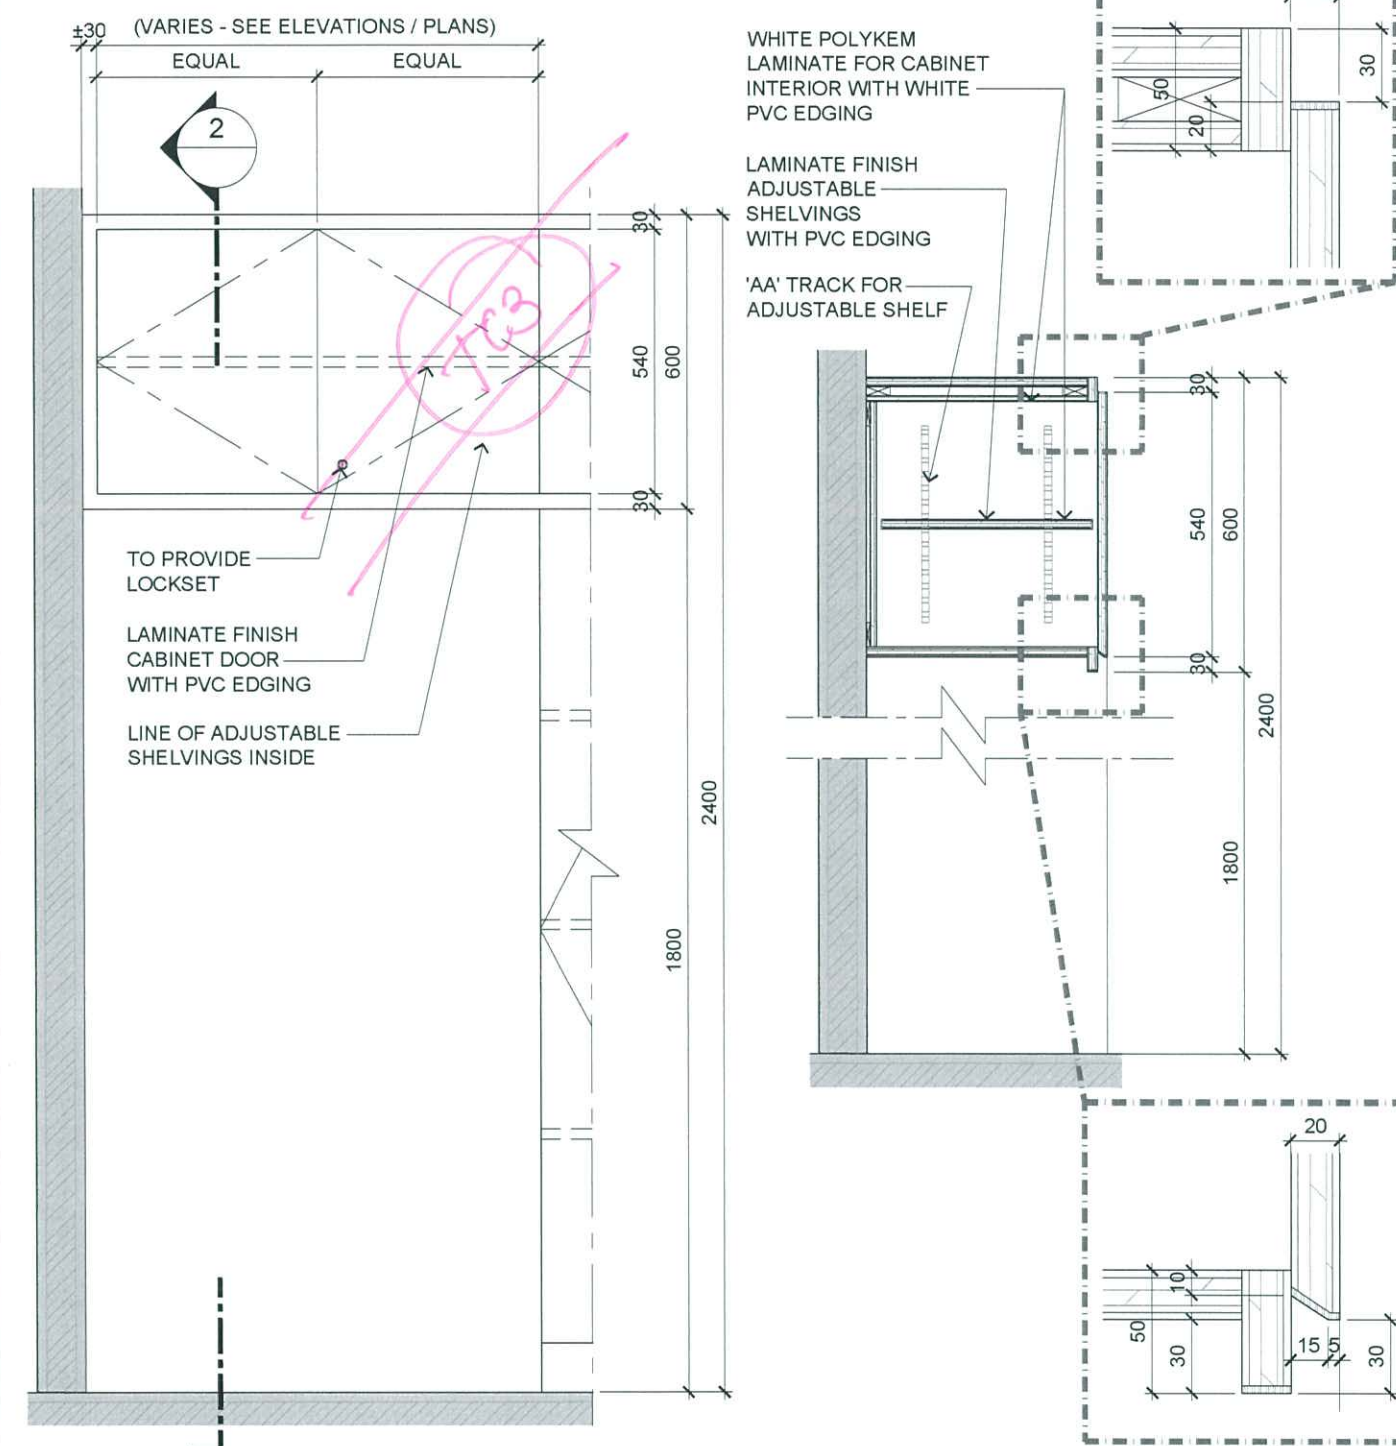 ±30
(VARIES - SEE ELEVATIONS / PLANS)
EQUAL
EQUAL
2
TC3
30
540
600
30
2400
1800
TO PROVIDE
LOCKSET
LAMINATE FINISH
CABINET DOOR
WITH PVC EDGING
LINE OF ADJUSTABLE
SHELVINGS INSIDE
WHITE POLYKEM
LAMINATE FOR CABINET
INTERIOR WITH WHITE
PVC EDGING
LAMINATE FINISH
ADJUSTABLE
SHELVINGS
WITH PVC EDGING
'AA' TRACK FOR
ADJUSTABLE SHELF
50
20
30
30
540
600
30
2400
1800
20
10
50
30
15
5
30